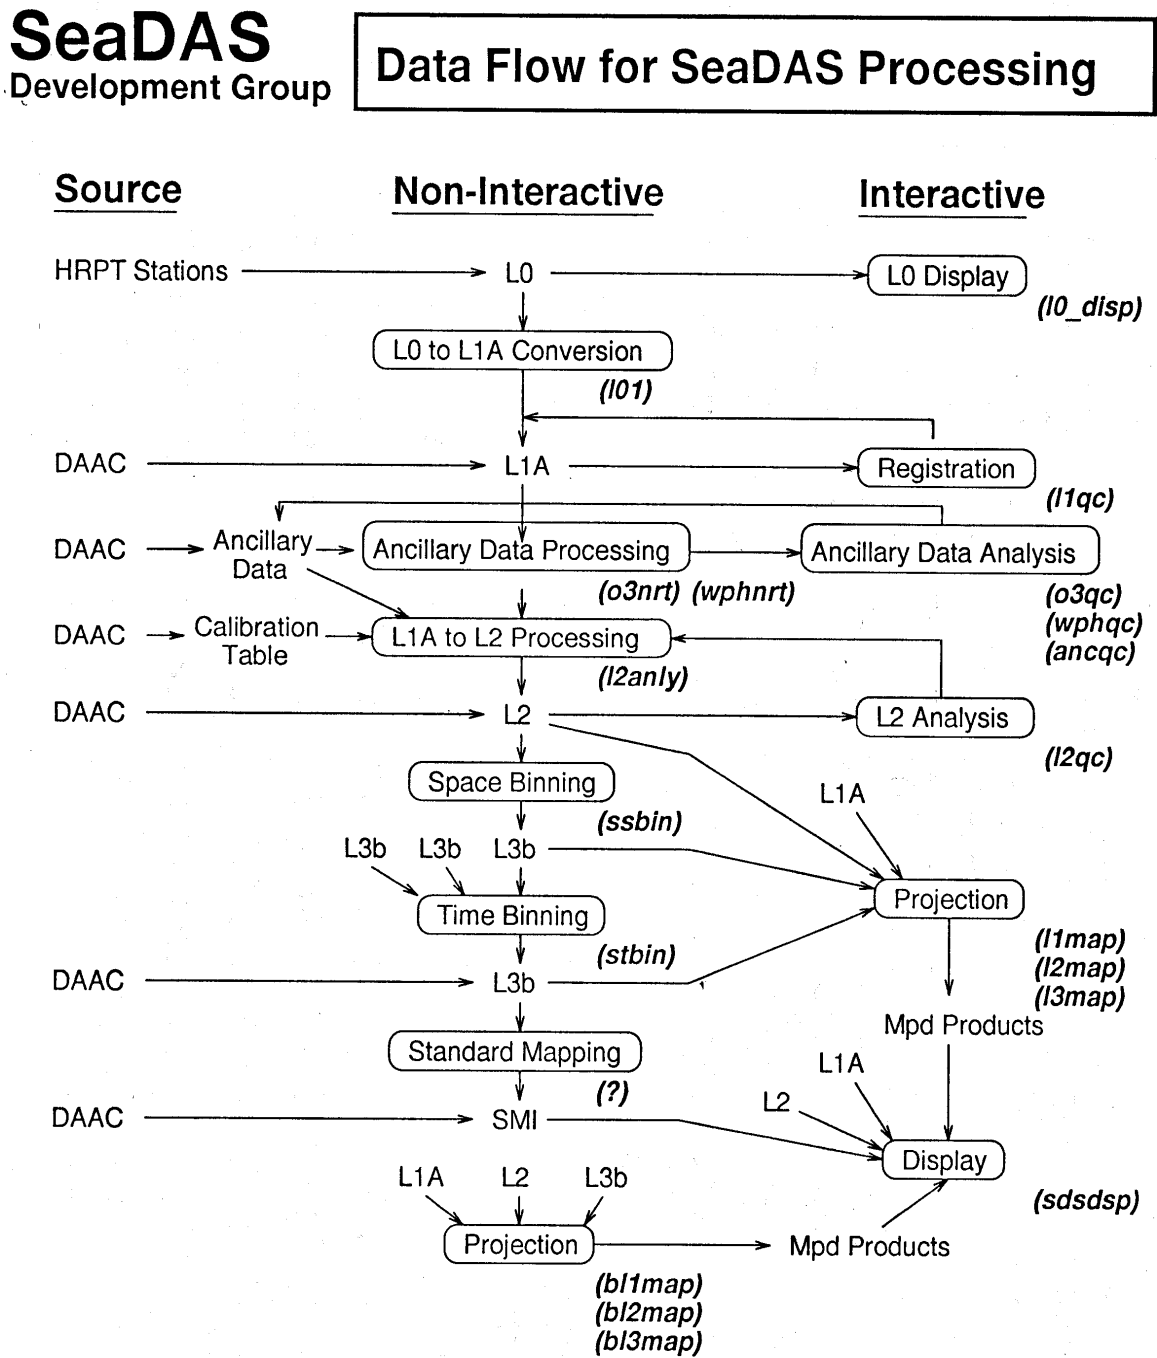 SeaDAS
Development Group
Data Flow for SeaDAS Processing
Source
Non-Interactive
Interactive
HRPT Stations
L0
L0 Display
(l0_disp)
L0 to L1A Conversion
(l01)
DAAC
L1A
Registration
(l1qc)
DAAC
Ancillary
Data
Ancillary Data Processing
Ancillary Data Analysis
(o3nrt) (wphnrt)
(o3qc)
(wphqc)
(ancqc)
DAAC
Calibration
Table
L1A to L2 Processing
(l2anly)
DAAC
L2
L2 Analysis
(l2qc)
Space Binning
L1A
(ssbin)
L3b L3b L3b
Projection
Time Binning
(l1map)
(l2map)
(l3map)
(stbin)
DAAC
L3b
Mpd Products
Standard Mapping
(?)
L1A
L2
DAAC
SMI
Display
(sdsdsp)
L1A L2 L3b
Projection
Mpd Products
(bl1map)
(bl2map)
(bl3map)